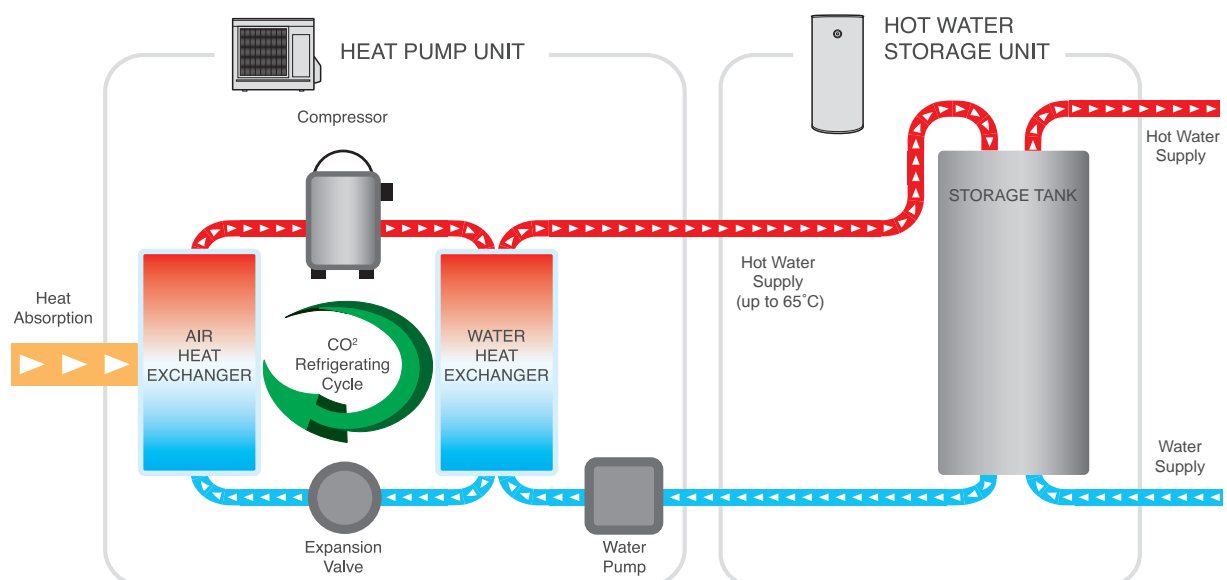 HEAT PUMP UNIT
HOT WATER
STORAGE UNIT
Compressor
Hot Water
Supply
STORAGE TANK
Hot Water
Supply
(up to 65°C)
Heat
Absorption
AIR
HEAT
EXCHANGER
CO²
Refrigerating
Cycle
WATER
HEAT
EXCHANGER
Water
Supply
Expansion
Valve
Water
Pump